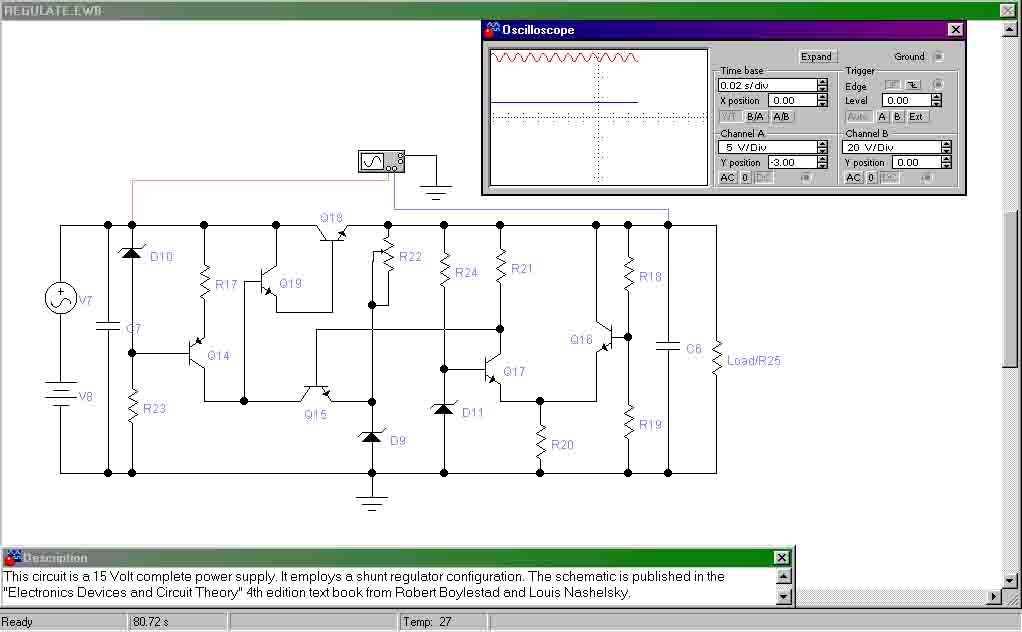 REGULATE.EWB
Oscilloscope
Expand Ground
Time base Trigger
0.02 s/div Edge
X position 0.00 Level 0.00
Y/T B/A A/B Auto A B Ext
Channel A Channel B
5 V/Div 20 V/Div
Y position -3.00 Y position 0.00
AC 0 DC AC 0 DC
Q18
D10 R22
R17 Q19 R24 R21 R18
V7
C7 Q14 Q16 C6 Load/R25
Q17
V8 R23 Q15 D11 R19
D9 R20
Description
This circuit is a 15 Volt complete power supply. It employs a shunt regulator configuration. The schematic is published in the
"Electronics Devices and Circuit Theory" 4th edition text book from Robert Boylestad and Louis Nashelsky.
Ready 80.72 s Temp: 27